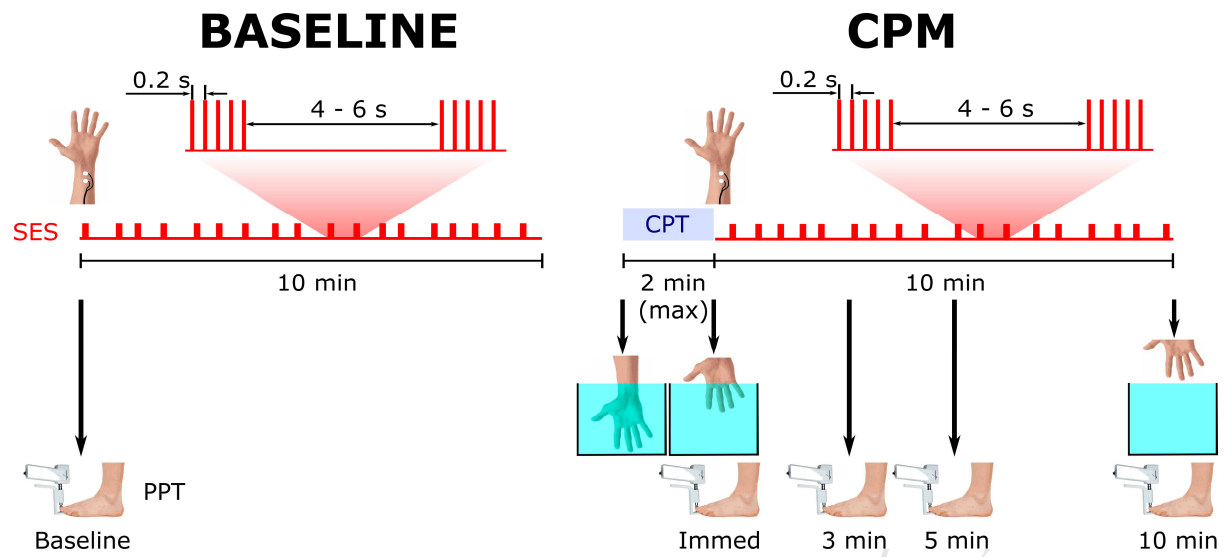 BASELINE
CPM
0.2 s
4 - 6 s
0.2 s
4 - 6 s
SES
CPT
10 min
2 min
(max)
10 min
PPT
Baseline
Immed
3 min
5 min
10 min